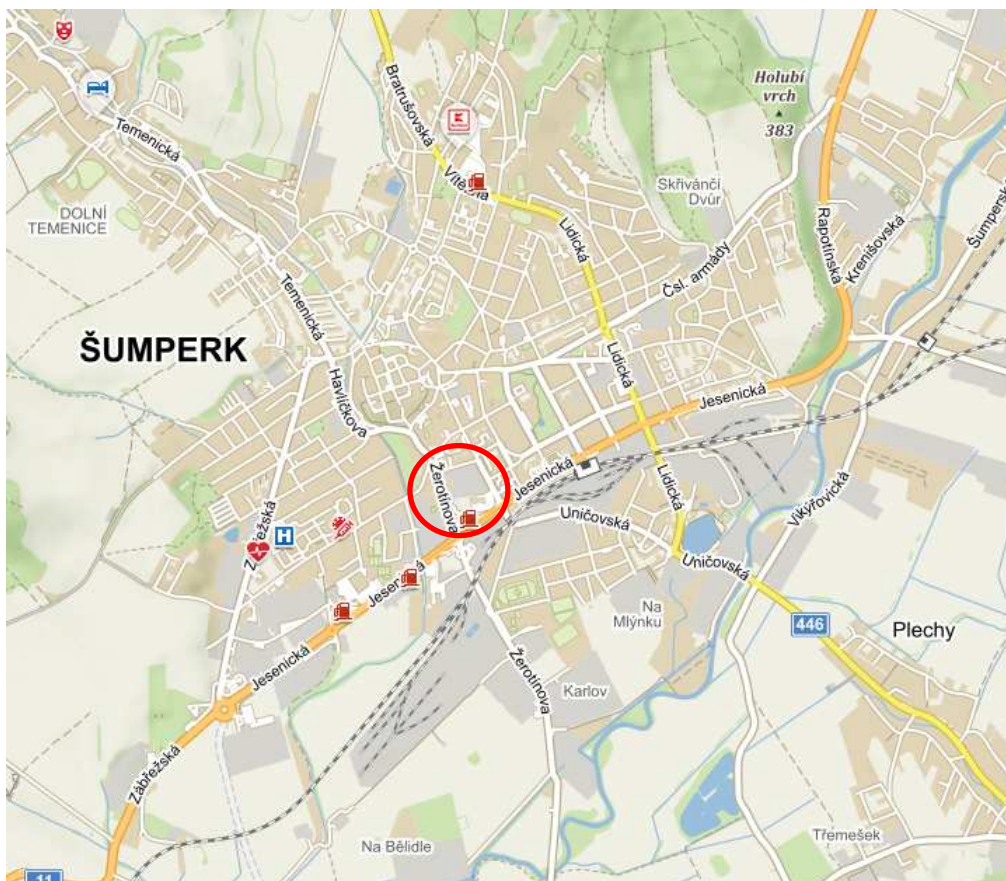 Holubí
vrch
383
Bratrušovská
Temenická
Vítězná
Skřivánčí
Dvůr
DOLNÍ
TEMENICE
Lidická
Rapotínská
Krenišovská
Šumperská
Čsl. armády
Temenická
ŠUMPERK
Lidická
Havlíčkova
Jesenická
Žerotínova
Jesenická
Lidická
Vikýřovická
Uničovská
Zábřežská
H
Jesenická
Uničovská
Na
Mlýnku
446
Plechy
Jesenická
Žerotínova
Karlov
Zábřežská
Na Bělidle
Třemešek
11